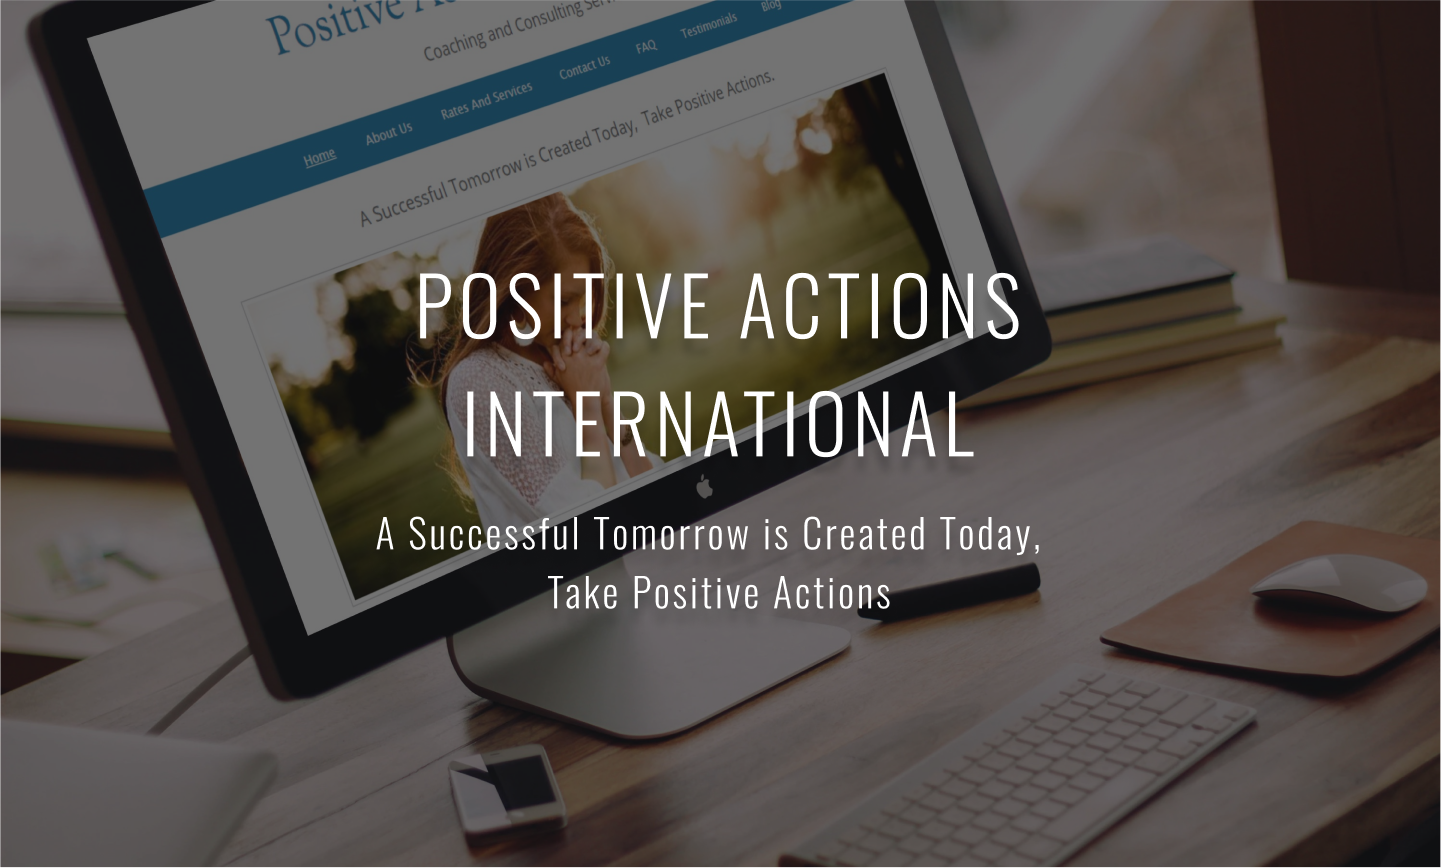 Positive
Coaching and Consulting
Home About Us Rates And Services Contact Us FAQ Testimonials Blog
A Successful Tomorrow is Created Today, Take Positive Actions.
POSITIVE ACTIONS
INTERNATIONAL
A Successful Tomorrow is Created Today,
Take Positive Actions